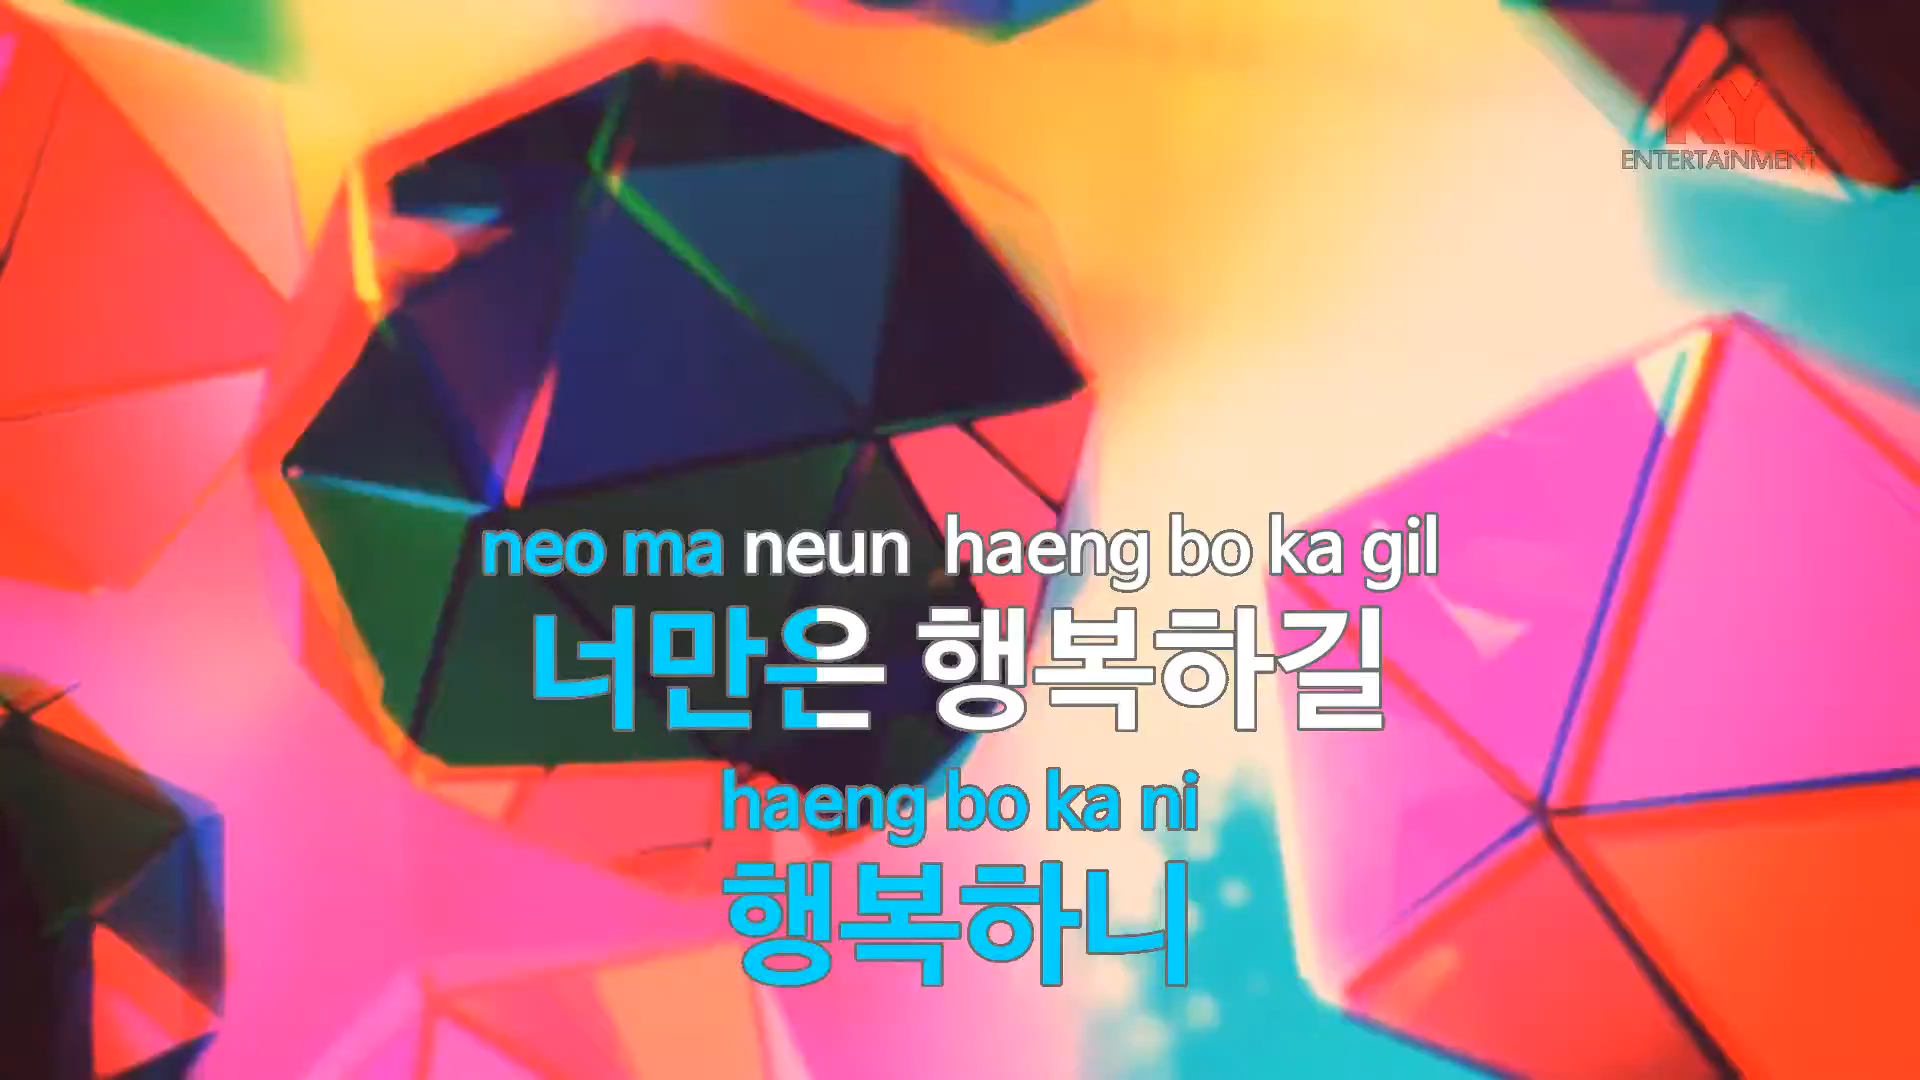 KY
ENTERTAiNMENT
neo ma neun haeng bo ka gil
너만은 행복하길
haeng bo ka ni
행복하니